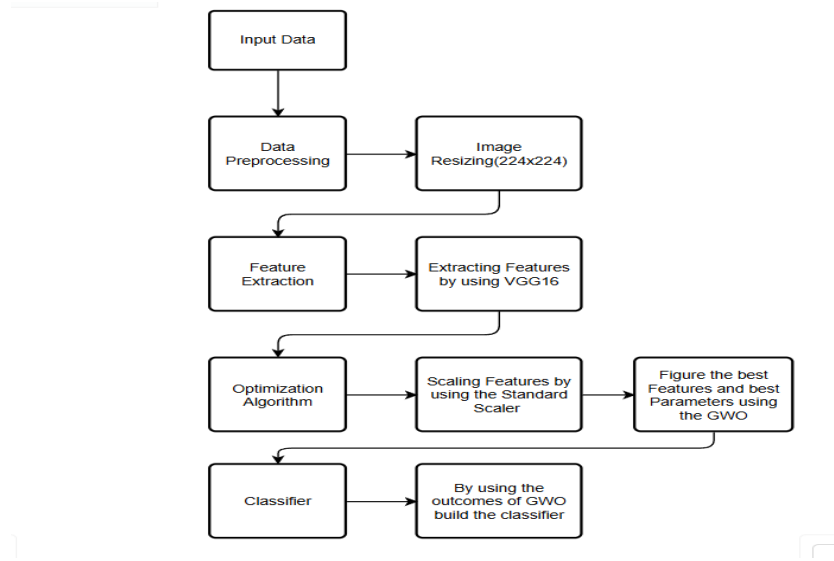 Input Data
Data
Preprocessing
Image
Resizing(224x224)
Feature
Extraction
Extracting Features
by using VGG16
Optimization
Algorithm
Scaling Features by
using the Standard
Scaler
Figure the best
Features and best
Parameters using
the GWO
Classifier
By using the
outcomes of GWO
build the classifier